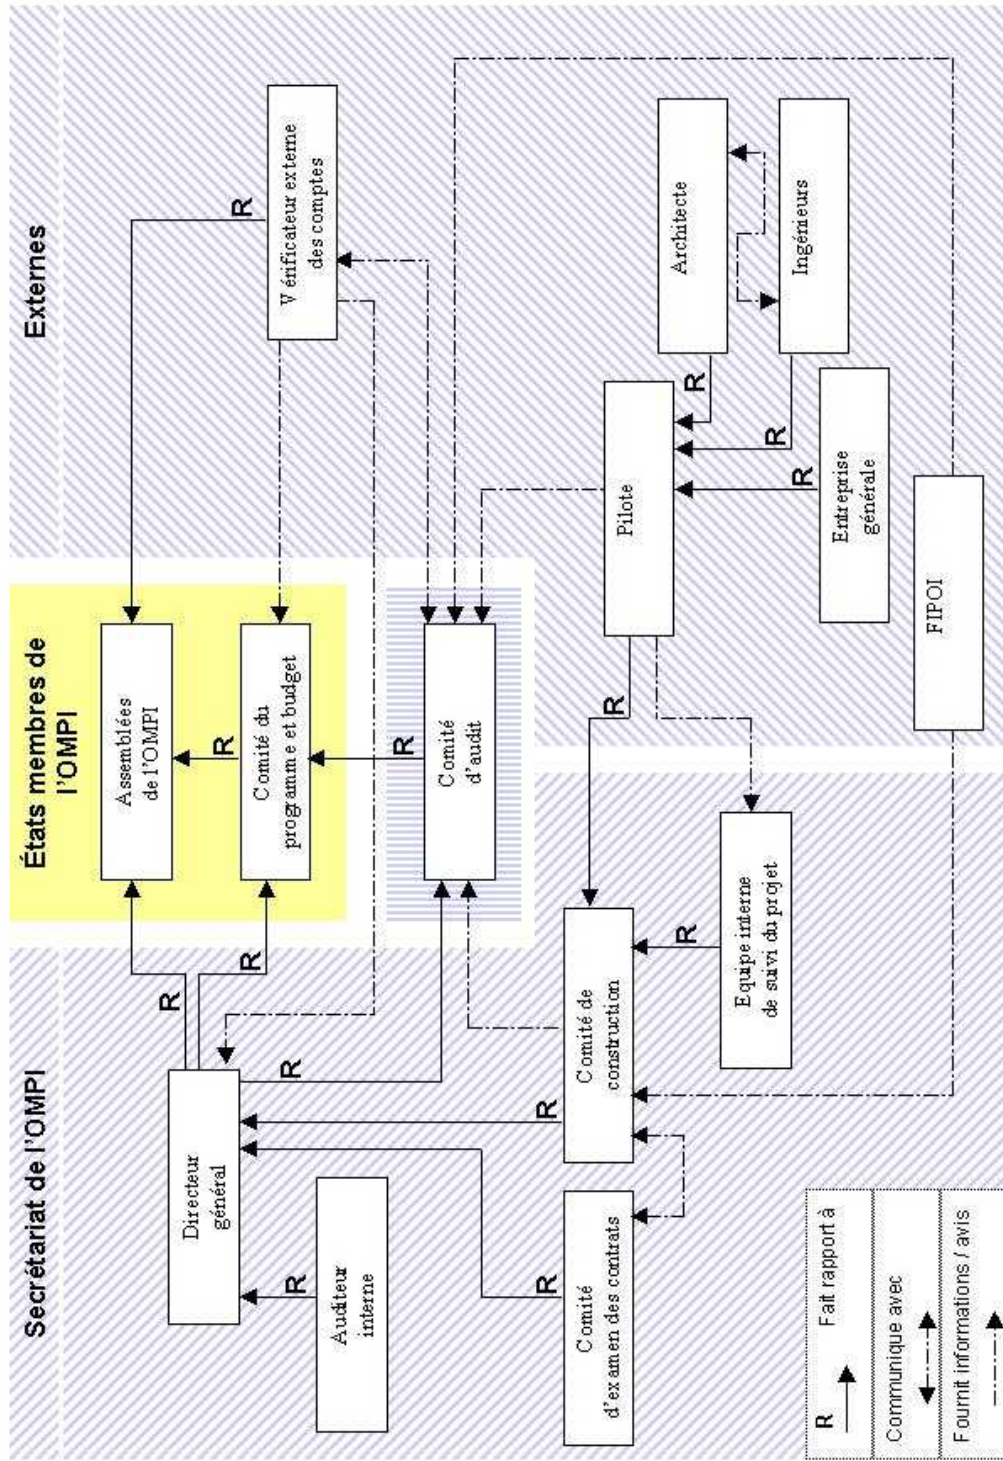 Secrétariat de l'OMPI
États membres de
l'OMPI
Externes
Assemblées
de l'OMPI
R
R
R
Directeur
général
R
Comité du
programme et budget
Vérificateur externe
des comptes
R
R
R
Auditeur
interne
Comité
d'audit
R
R
Comité
d'examen des contrats
Comité de
construction
R
Pilote
R
Architecte
R
R
R
Ingénieurs
Equipe interne
de suivi du projet
Entreprise
générale
FIPOI
R
Fait rapport à
Communique avec
Fournit informations / avis